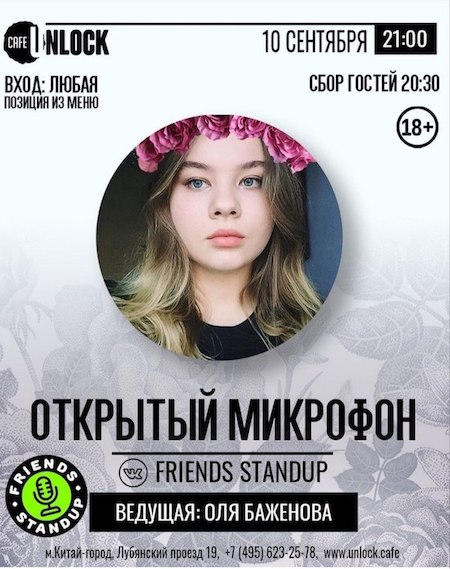 CAFE UNLOCK
10 СЕНТЯБРЯ 21:00
ВХОД: ЛЮБАЯ
ПОЗИЦИЯ ИЗ МЕНЮ
СБОР ГОСТЕЙ 20:30
18+
ОТКРЫТЫЙ МИКРОФОН
FRIENDS STANDUP
FRIENDS
STANDUP
ВЕДУЩАЯ: ОЛЯ БАЖЕНОВА
м.Китай-город, Лубянский проезд 19, +7 (495) 623-25-78, www.unlock.cafe